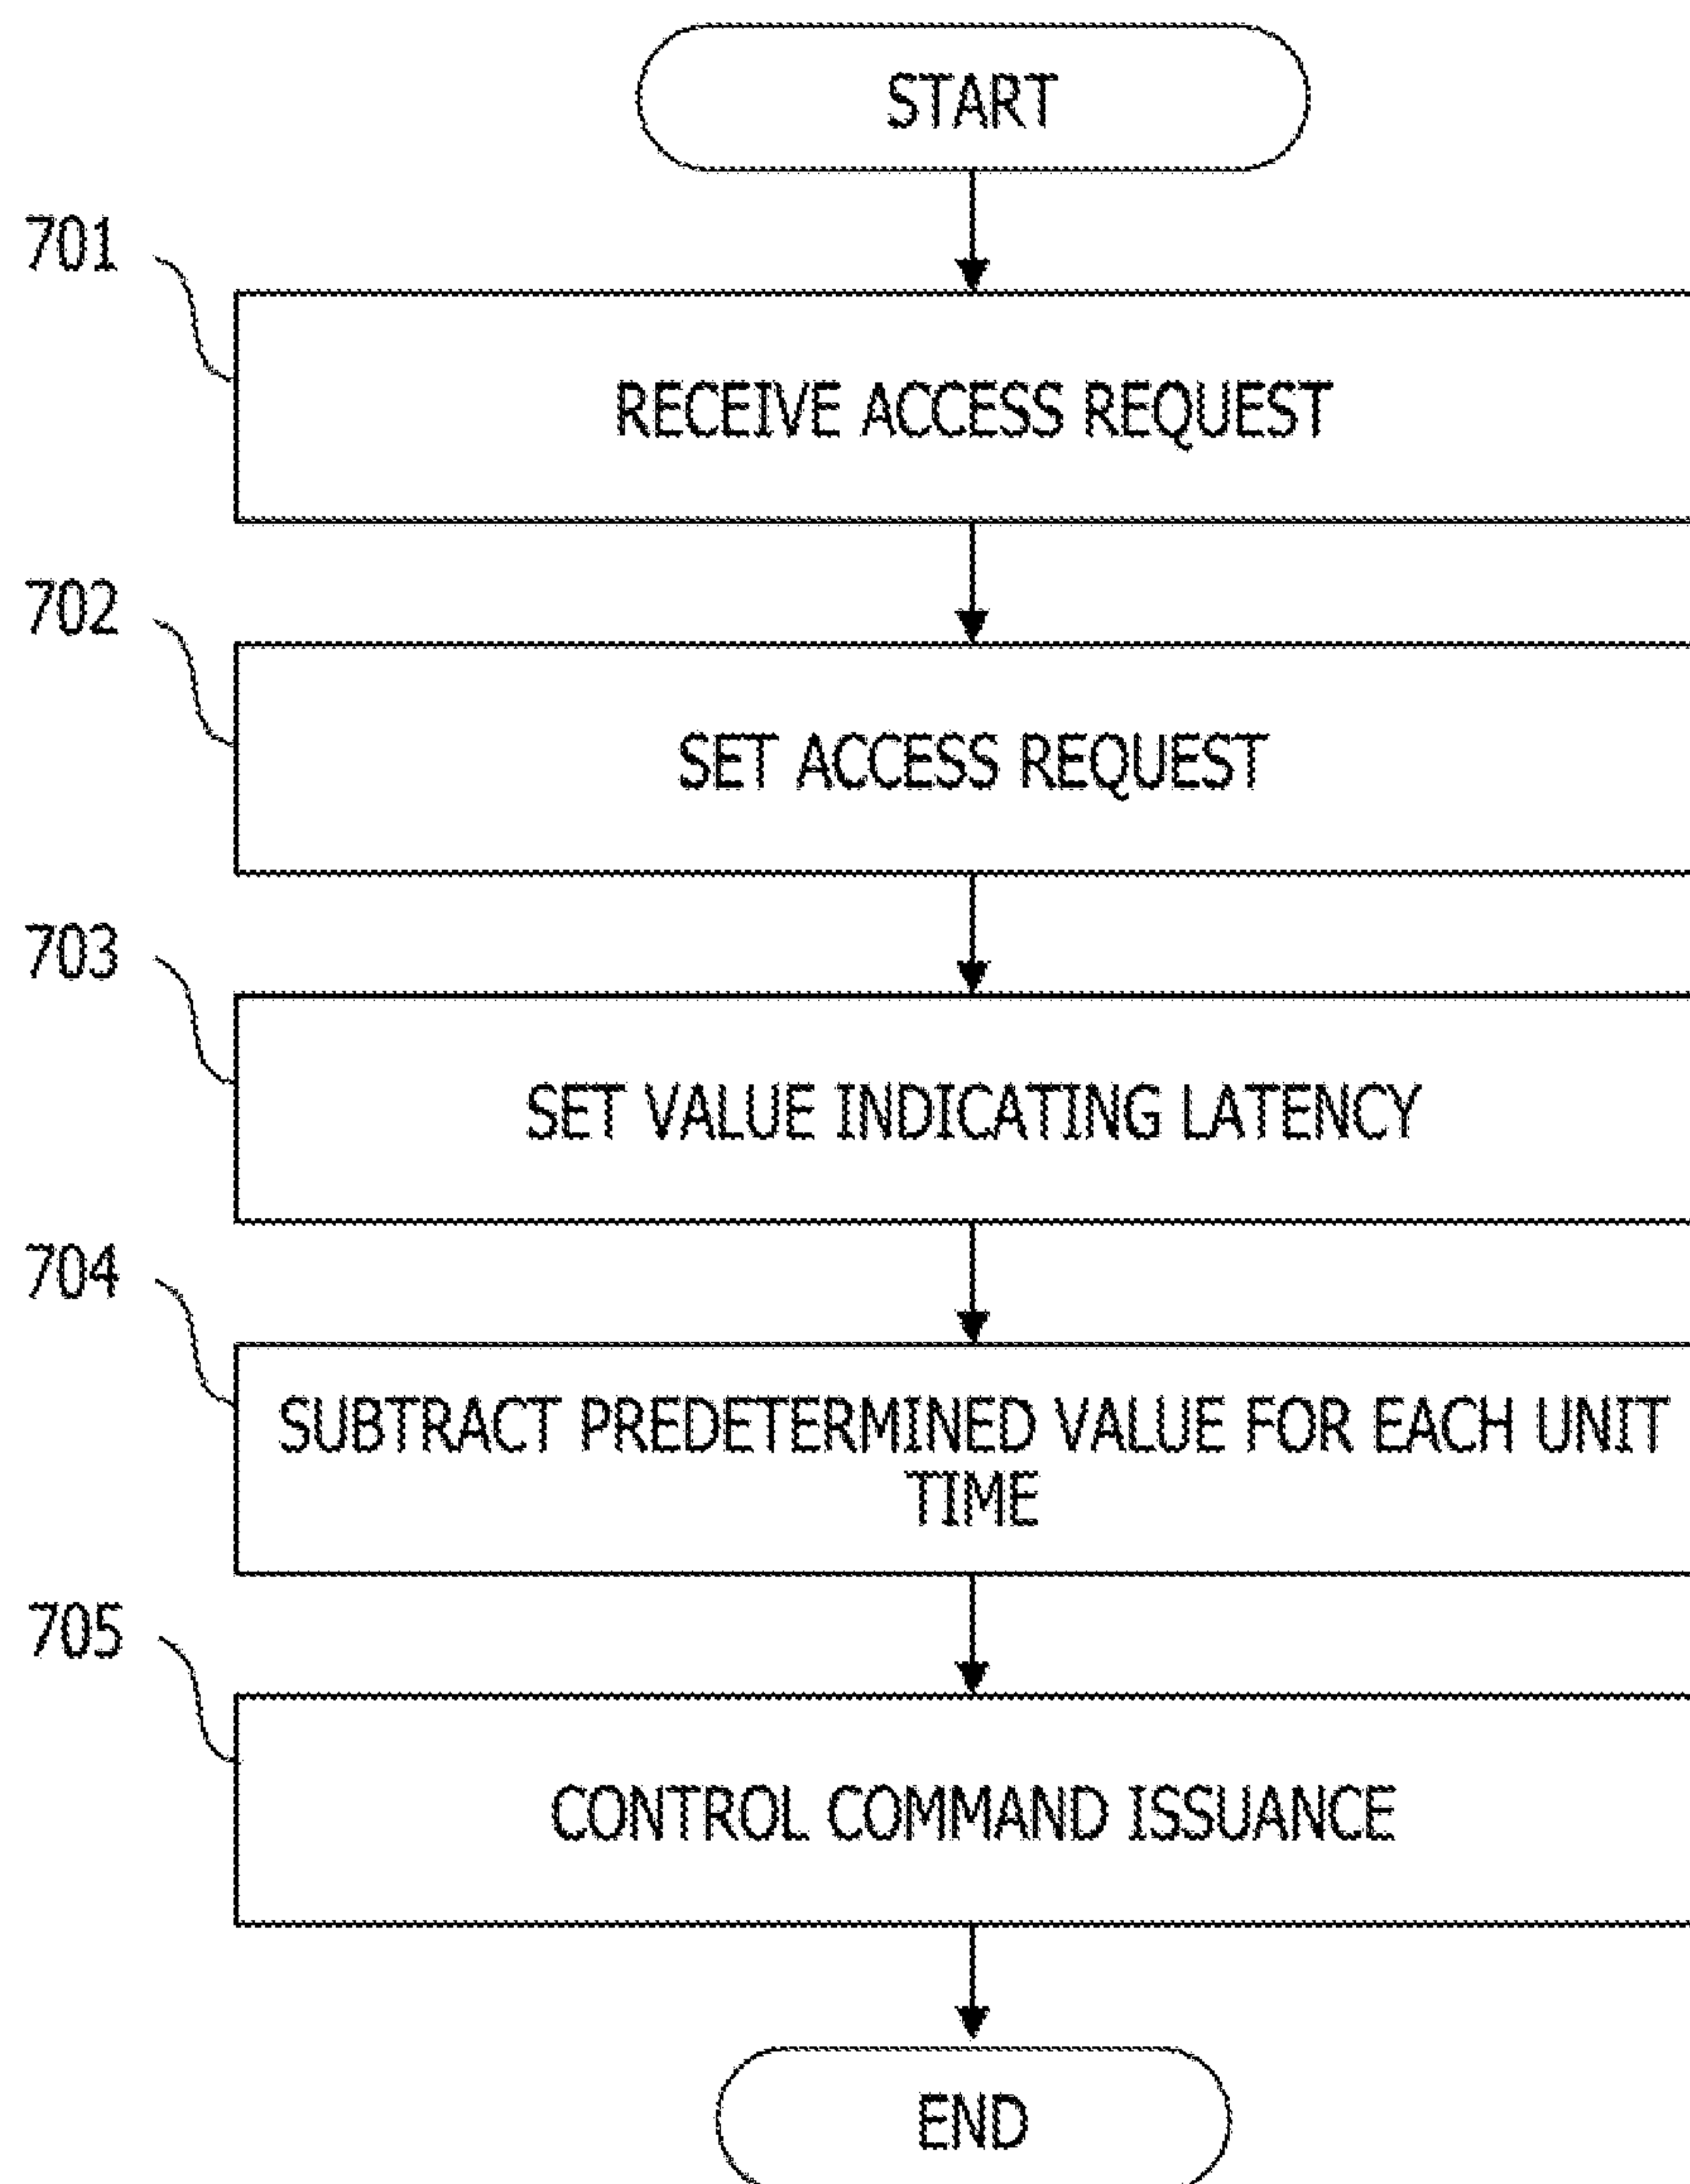 START
701
RECEIVE ACCESS REQUEST
702
SET ACCESS REQUEST
703
SET VALUE INDICATING LATENCY
704
SUBTRACT PREDETERMINED VALUE FOR EACH UNIT
TIME
705
CONTROL COMMAND ISSUANCE
END